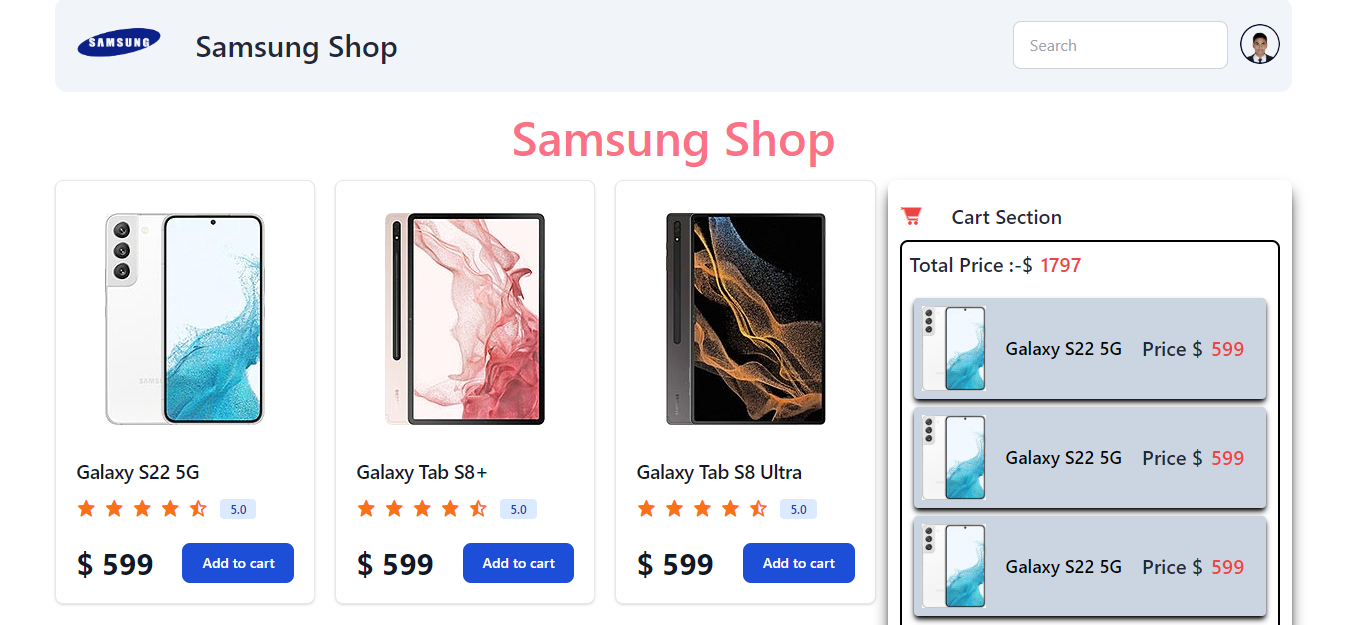 SAMSUNG
Samsung Shop
Search
Samsung Shop
Galaxy S22 5G
5.0
$ 599
Add to cart
Galaxy Tab S8+
5.0
$ 599
Add to cart
Galaxy Tab S8 Ultra
5.0
$ 599
Add to cart
Cart Section
Total Price :-$ 1797
Galaxy S22 5G Price $ 599
Galaxy S22 5G Price $ 599
Galaxy S22 5G Price $ 599